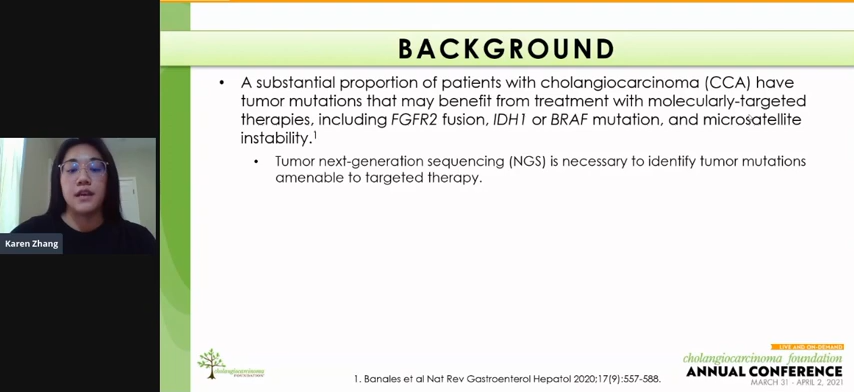 BACKGROUND
• A substantial proportion of patients with cholangiocarcinoma (CCA) have
tumor mutations that may benefit from treatment with molecularly-targeted
therapies, including FGFR2 fusion, IDH1 or BRAF mutation, and microsatellite
instability.1
• Tumor next-generation sequencing (NGS) is necessary to identify tumor mutations
amenable to targeted therapy.
Karen Zhang
cholangiocarcinoma
1. Banales et al Nat Rev Gastroenterol Hepatol 2020;17(9):557-588.
LIVE AND ON-DEMAND
cholangiocarcinoma foundation
ANNUAL CONFERENCE
MARCH 31 - APRIL 2, 2021